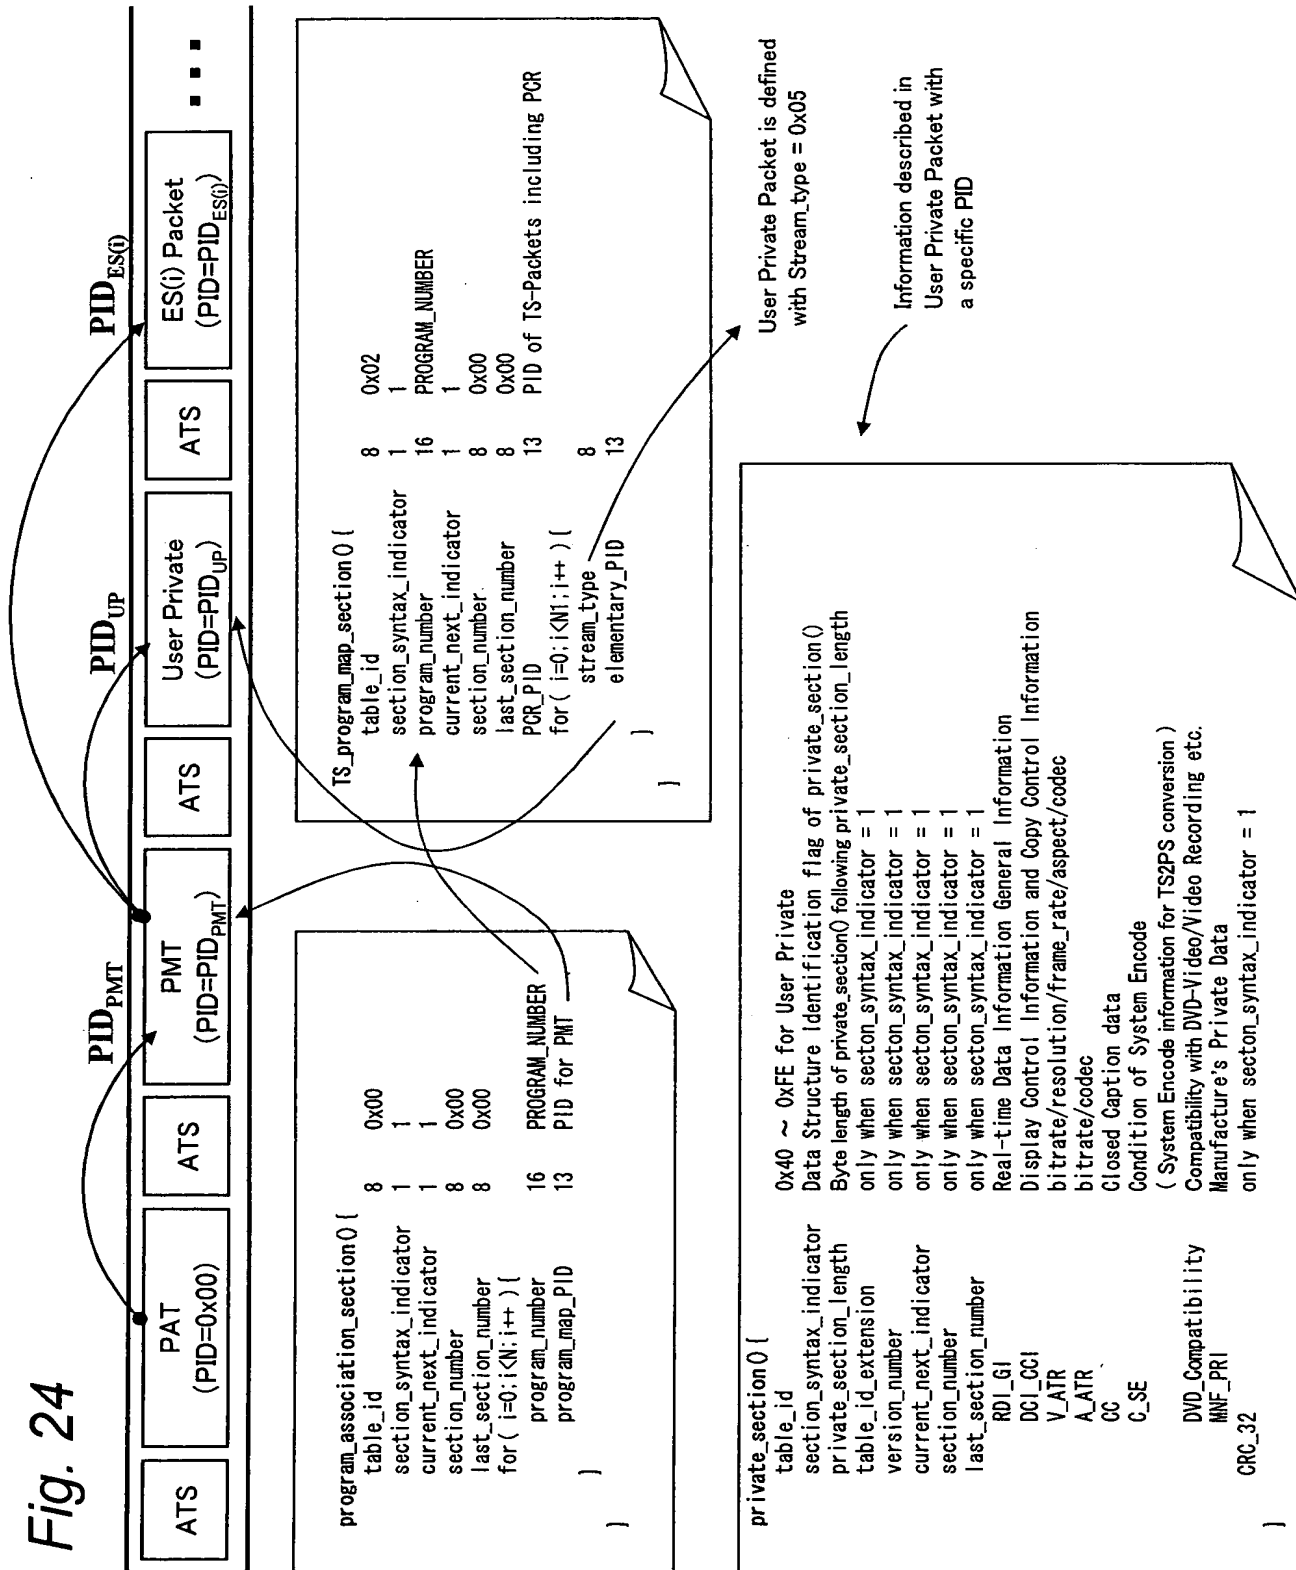 Fig. 24
PID_PMT
PID_UP
PID_ES(i)
ATS
PAT
(PID=0x00)
ATS
PMT
(PID=PID_PMT)
ATS
User Private
(PID=PID_UP)
ATS
ES(i) Packet
(PID=PID_ES(i))
▪ ▪ ▪
program_association_section() {
table_id 8 0x00
section_syntax_indicator 1 1
current_next_indicator 1 1
section_number 8 0x00
last_section_number 8 0x00
for ( i=0; i<N; i++ ) {
program_number 16 PROGRAM_NUMBER
program_map_PID 13 PID for PMT
}
}
TS_program_map_section() {
table_id 8 0x02
section_syntax_indicator 1 1
program_number 16 PROGRAM_NUMBER
current_next_indicator 1 1
section_number 8 0x00
last_section_number 8 0x00
PCR_PID 13 PID of TS-Packets including PCR
for ( i=0; i<N1; i++ ) {
stream_type 8
elementary_PID 13
}
}
User Private Packet is defined
with Stream_type = 0x05
Information described in
User Private Packet with
a specific PID
private_section() {
table_id 0x40 ~ 0xFE for User Private
section_syntax_indicator Data Structure Identification flag of private_section()
private_section_length Byte length of private_section() following private_section_length
table_id_extension only when secton_syntax_indicator = 1
version_number only when secton_syntax_indicator = 1
current_next_indicator only when secton_syntax_indicator = 1
section_number only when secton_syntax_indicator = 1
last_section_number only when secton_syntax_indicator = 1
RDI_GI Real-time Data Information General Information
DCI_CCI Display Control Information and Copy Control Information
V_ATR bitrate/resolution/frame_rate/aspect/codec
A_ATR bitrate/codec
CC Closed Caption data
C_SE Condition of System Encode
( System Encode information for TS2PS conversion )
DVD_Compatibility Compatibility with DVD-Video/Video Recording etc.
MNF_PRI Manufacture's Private Data
CRC_32 only when secton_syntax_indicator = 1
}